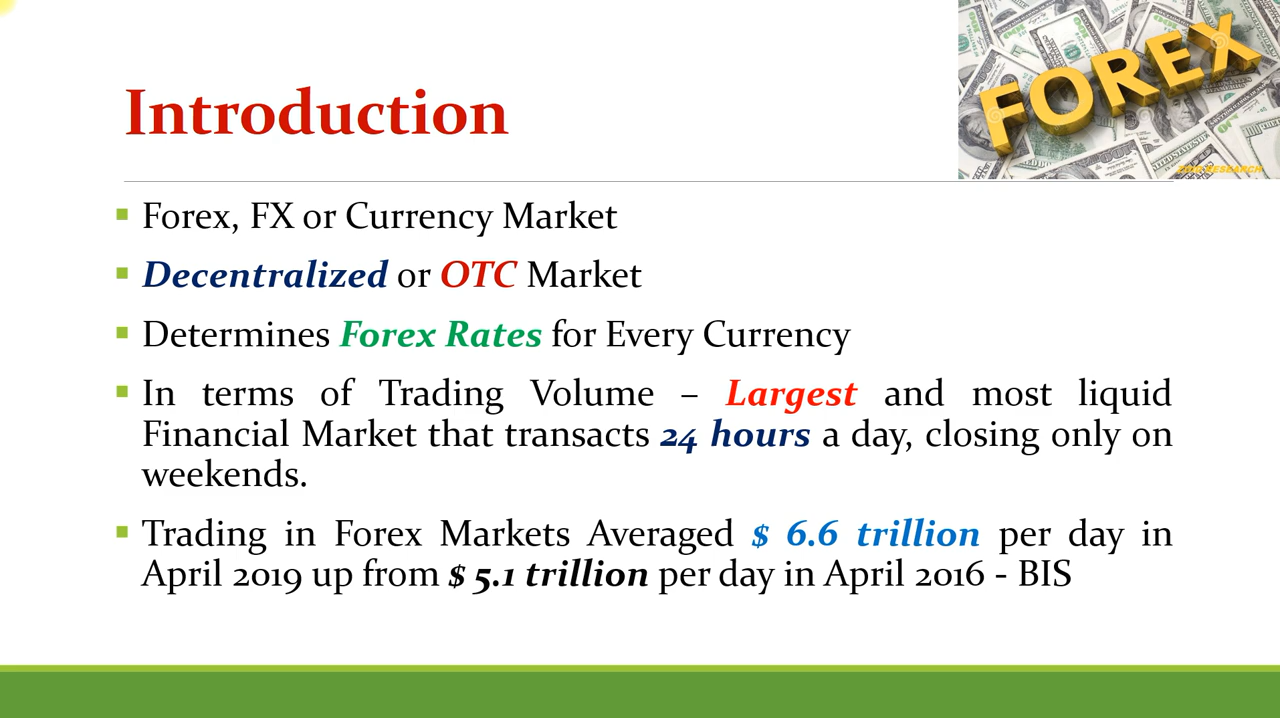 FOREX
Introduction
Forex, FX or Currency Market
Decentralized or OTC Market
Determines Forex Rates for Every Currency
In terms of Trading Volume – Largest and most liquid
Financial Market that transacts 24 hours a day, closing only on
weekends.
Trading in Forex Markets Averaged $ 6.6 trillion per day in
April 2019 up from $ 5.1 trillion per day in April 2016 - BIS